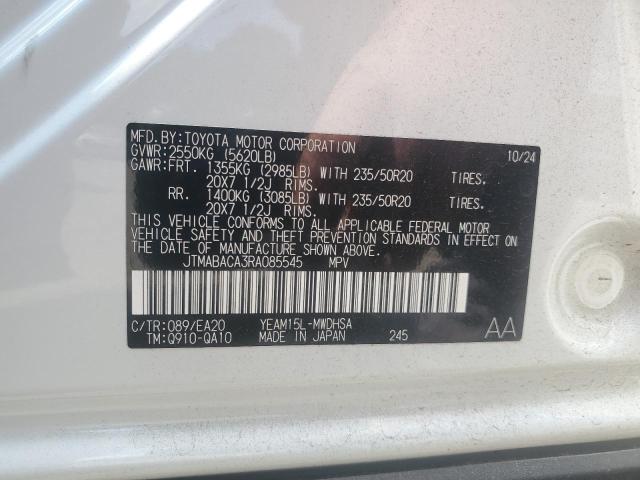 MFD.BY:TOYOTA MOTOR CORPORATION 10/24
GVWR:2550KG (5620LB)
GAWR:FRT. 1355KG (2985LB) WITH 235/50R20 TIRES.
20X7 1/2J RIMS.
RR. 1400KG (3085LB) WITH 235/50R20 TIRES.
20X7 1/2J RIMS.
THIS VEHICLE CONFORMS TO ALL APPLICABLE FEDERAL MOTOR
VEHICLE SAFETY AND THEFT PREVENTION STANDARDS IN EFFECT
ON THE DATE OF MANUFACTURE SHOWN ABOVE.
JTMABACA3RA085545 MPV
C/TR:089/EA20 YEAM15L-MWDHSA AA
TM:Q910-QA10 MADE IN JAPAN 245